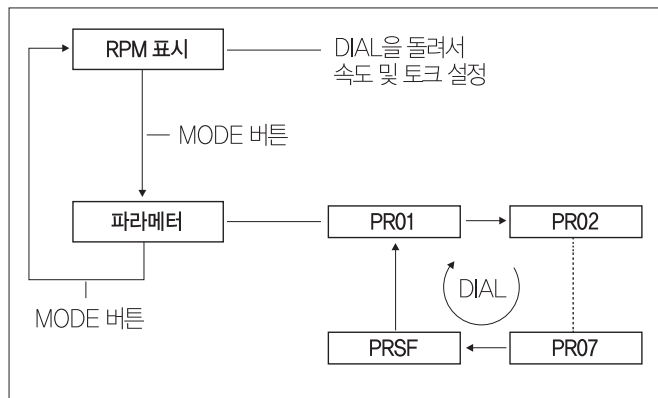 RPM 표시
DIAL을 돌려서
속도 및 토크 설정
MODE 버튼
파라메터
PR01
PR02
DIAL
MODE 버튼
PRSF
PR07